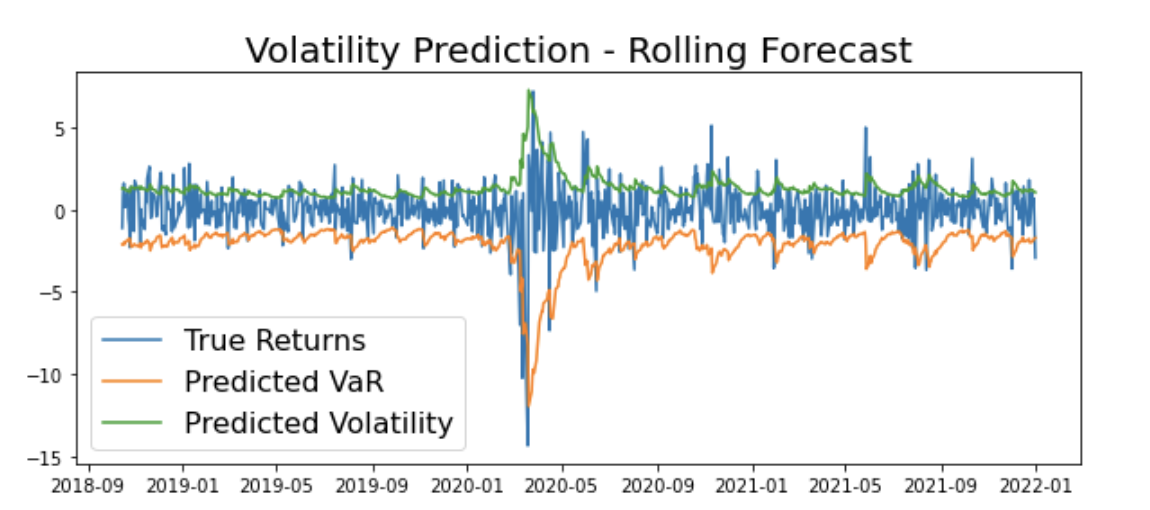 Volatility Prediction - Rolling Forecast
5
0
−5
−10
−15
True Returns
Predicted VaR
Predicted Volatility
2018-09 2019-01 2019-05 2019-09 2020-01 2020-05 2020-09 2021-01 2021-05 2021-09 2022-01